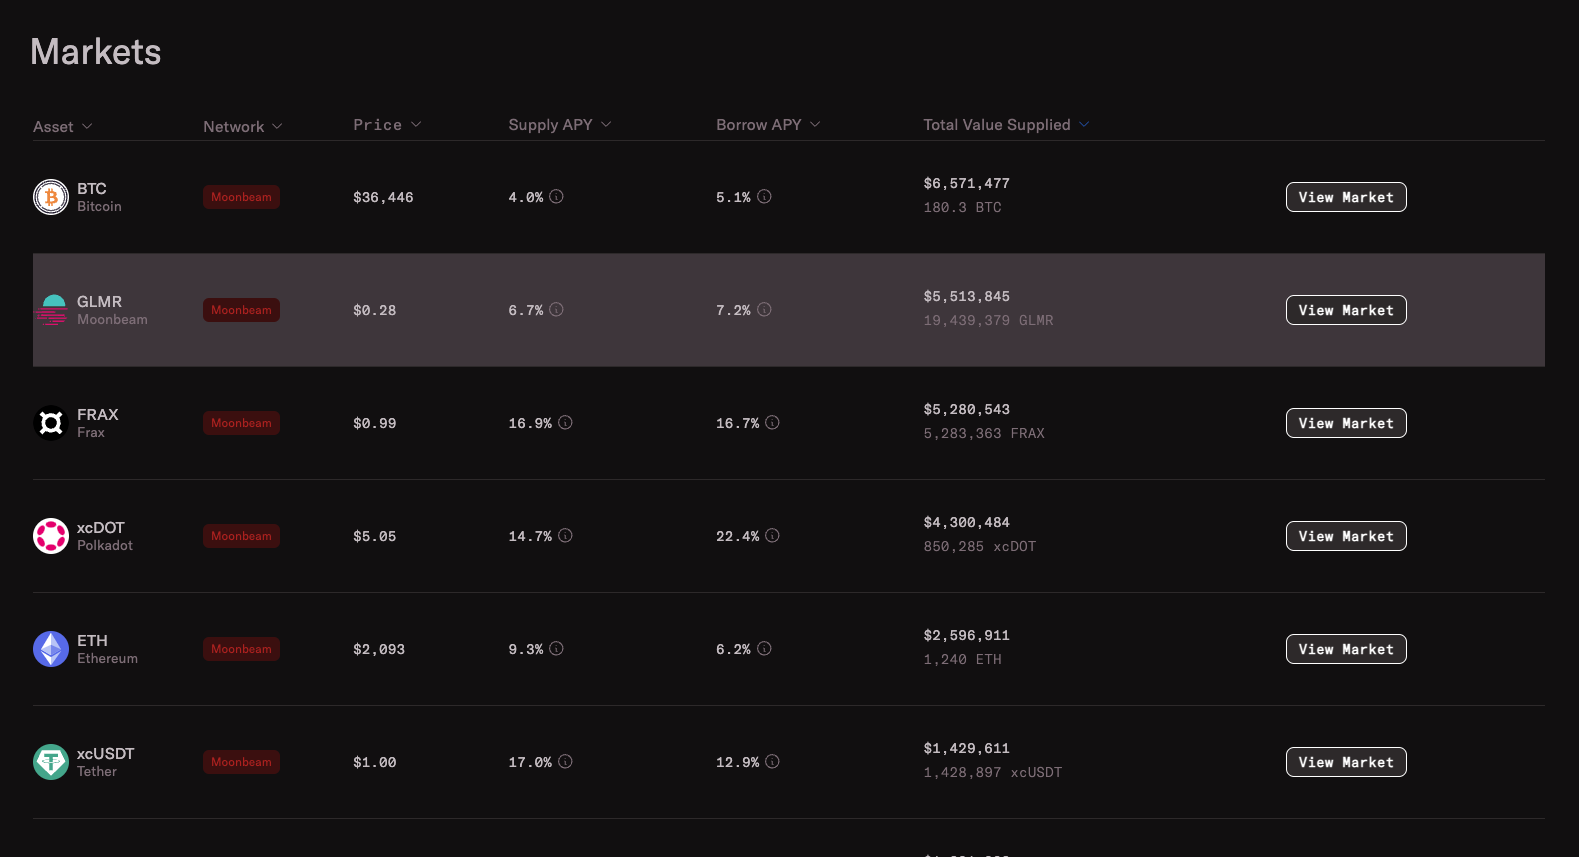 Markets
Asset Network Price Supply APY Borrow APY Total Value Supplied
BTC
Bitcoin
Moonbeam
$36,446
4.0%
5.1%
$6,571,477
180.3 BTC
View Market
GLMR
Moonbeam
Moonbeam
$0.28
6.7%
7.2%
$5,513,845
19,439,379 GLMR
View Market
FRAX
Frax
Moonbeam
$0.99
16.9%
16.7%
$5,280,543
5,283,363 FRAX
View Market
xcDOT
Polkadot
Moonbeam
$5.05
14.7%
22.4%
$4,300,484
850,285 xcDOT
View Market
ETH
Ethereum
Moonbeam
$2,093
9.3%
6.2%
$2,596,911
1,240 ETH
View Market
xcUSDT
Tether
Moonbeam
$1.00
17.0%
12.9%
$1,429,611
1,428,897 xcUSDT
View Market